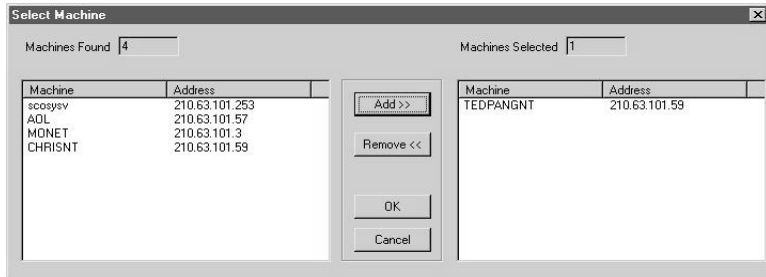 Select Machine
Machines Found 4
Machines Selected 1
Machine Address
scosysv 210.63.101.253
AOL 210.63.101.57
MONET 210.63.101.3
CHRISNT 210.63.101.59
Add >>
Remove <<
OK
Cancel
Machine Address
TEDPANGNT 210.63.101.59